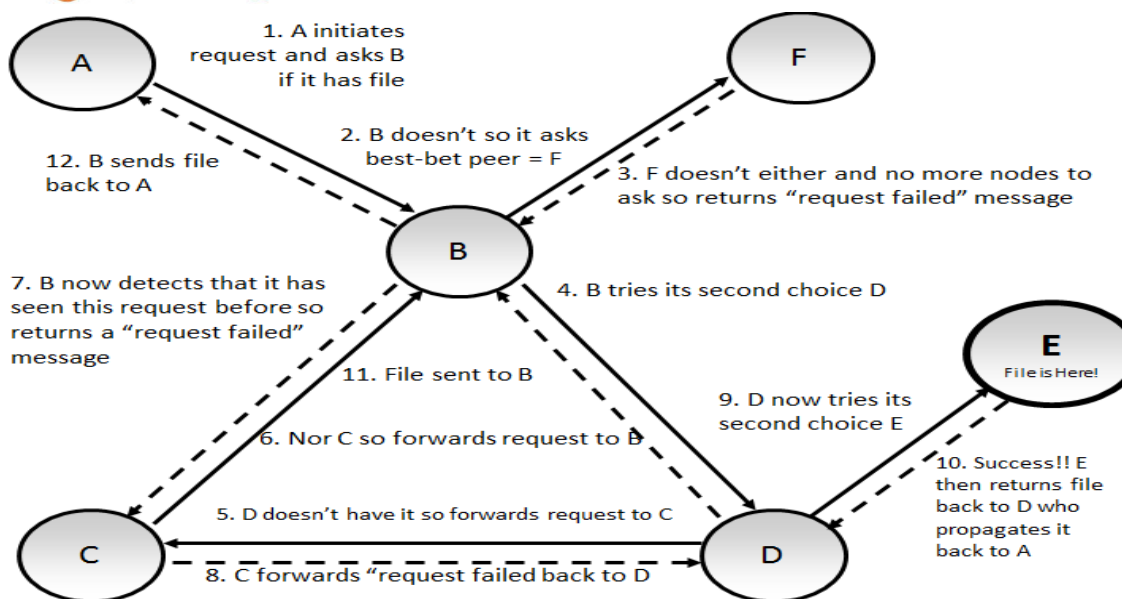 A
1. A initiates
request and asks B
if it has file
F
2. B doesn't so it asks
best-bet peer = F
12. B sends file
back to A
3. F doesn't either and no more nodes to
ask so returns “request failed” message
B
7. B now detects that it has
seen this request before so
returns a “request failed”
message
4. B tries its second choice D
E
File is Here!
11. File sent to B
9. D now tries its
second choice E
6. Nor C so forwards request to B
10. Success!! E
then returns file
back to D who
propagates it
back to A
5. D doesn't have it so forwards request to C
C
D
8. C forwards “request failed back to D